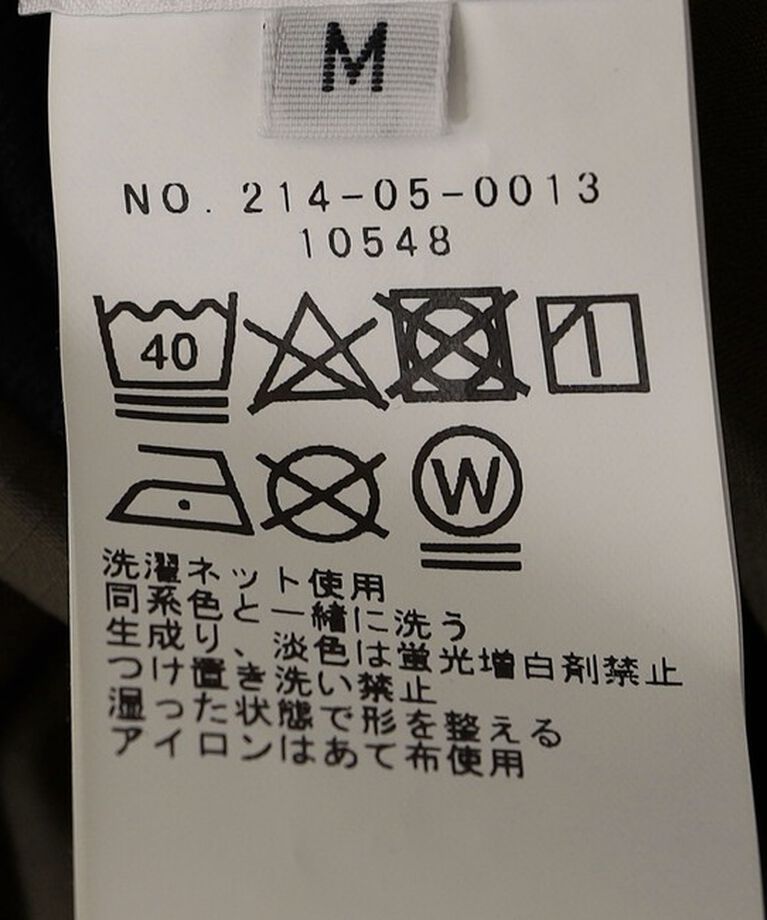 M
NO. 214-05-0013
10548
40
W
洗濯ネット使用
同系色と一緒に洗う
生成り、淡色は蛍光増白剤禁止
つけ置き洗い禁止
湿った状態で形を整える
アイロンはあて布使用